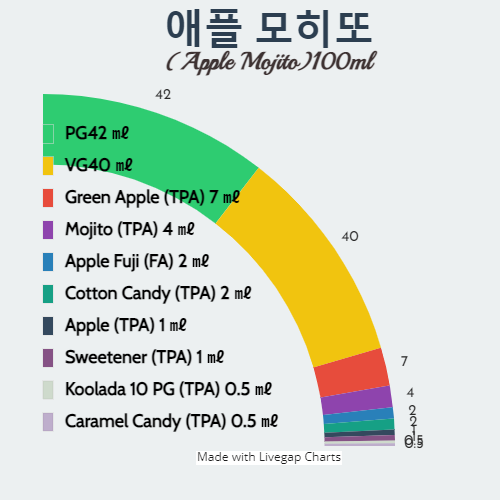 애플 모히또
( Apple Mojito )100ml
42
PG42 ㎖
VG40 ㎖
Green Apple (TPA) 7 ㎖
Mojito (TPA) 4 ㎖
40
Apple Fuji (FA) 2 ㎖
Cotton Candy (TPA) 2 ㎖
Apple (TPA) 1 ㎖
Sweetener (TPA) 1 ㎖
7
Koolada 10 PG (TPA) 0.5 ㎖
4
2
Caramel Candy (TPA) 0.5 ㎖
2
1
1
0.5
0.5
Made with Livegap Charts